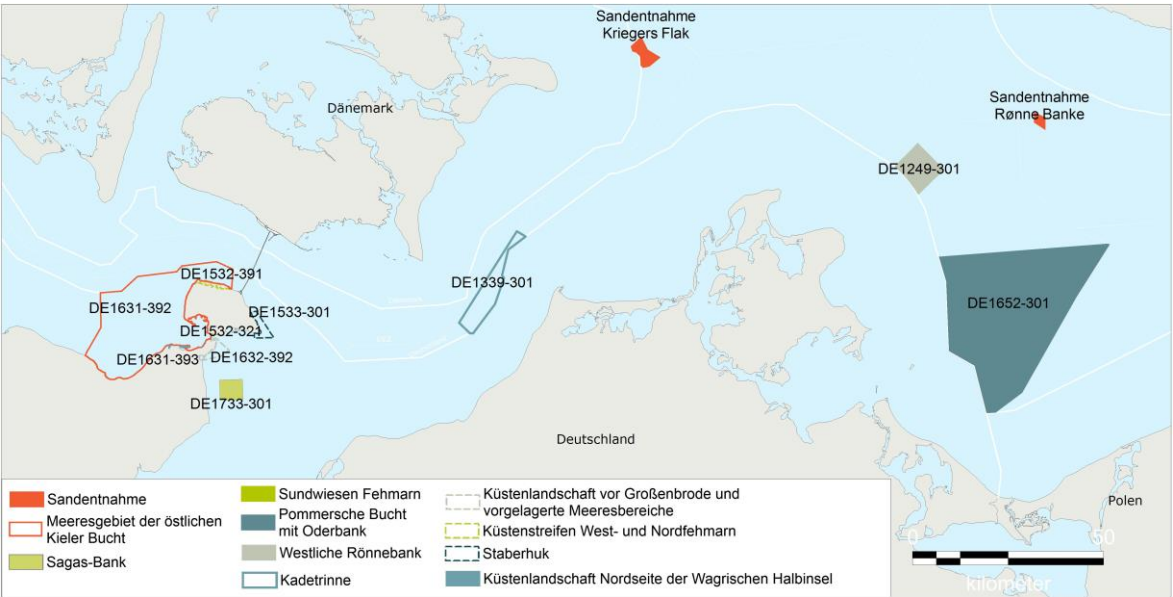 Sandentnahme
Kriegers Flak
Sandentnahme
Rønne Banke
Dänemark
DE1249-301
DE1532-391
DE1339-301
DE1631-392
DE1533-301
DE1652-301
DE1532-321
DE1631-393
DE1632-392
DE1733-301
Deutschland
Polen
Sandentnahme
Meeresgebiet der östlichen
Kieler Bucht
Sagas-Bank
Sundwiesen Fehmarn
Pommersche Bucht
mit Oderbank
Westliche Rönnebank
Kadetrinne
Küstenlandschaft vor Großenbrode und
vorgelagerte Meeresbereiche
Küstenstreifen West- und Nordfehmarn
Staberhuk
Küstenlandschaft Nordseite der Wagrischen Halbinsel
0
50
kilometer